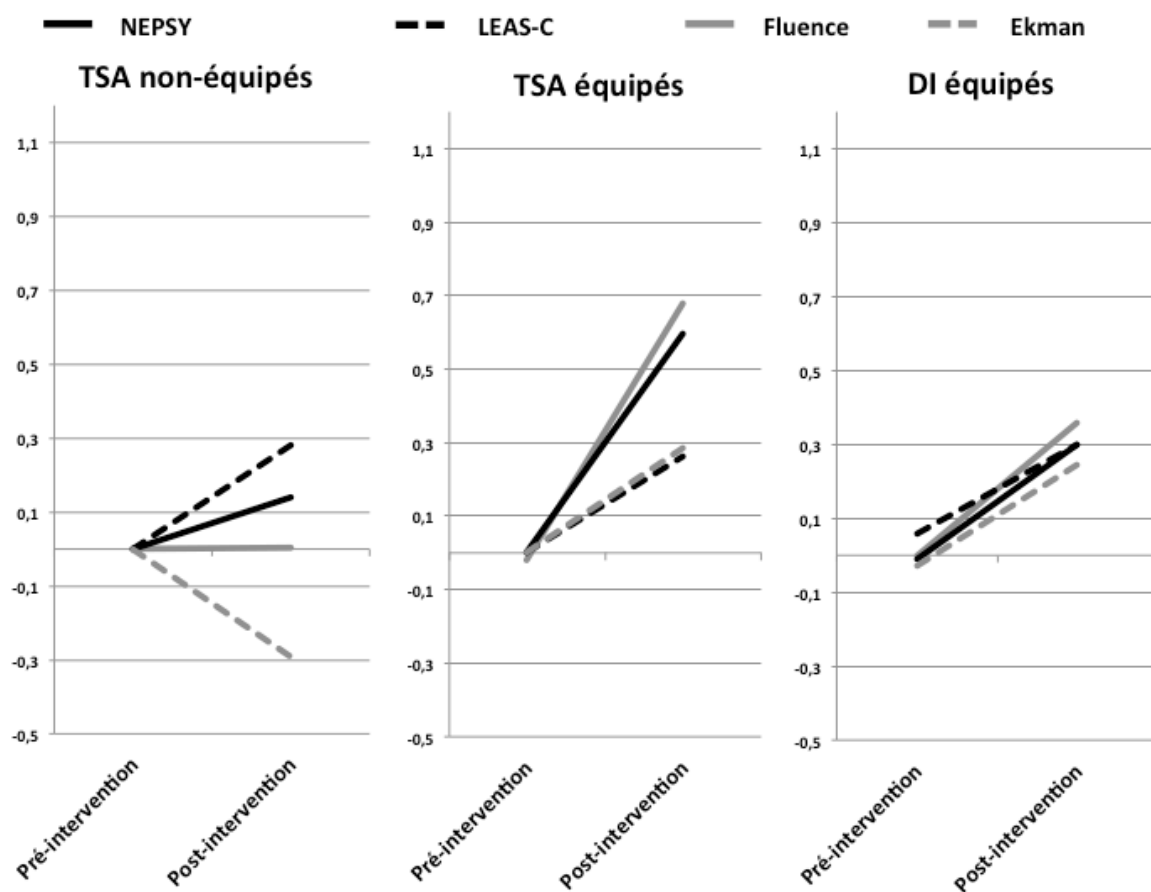 NEPSY LEAS-C Fluence Ekman
TSA non-équipés
1,1
0,9
0,7
0,5
0,3
0,1
-0,1
-0,3
-0,5
Pré-intervention
Post-intervention
TSA équipés
1,1
0,9
0,7
0,5
0,3
0,1
-0,1
-0,3
-0,5
Pré-intervention
Post-intervention
DI équipés
1,1
0,9
0,7
0,5
0,3
0,1
-0,1
-0,3
-0,5
Pré-intervention
Post-intervention